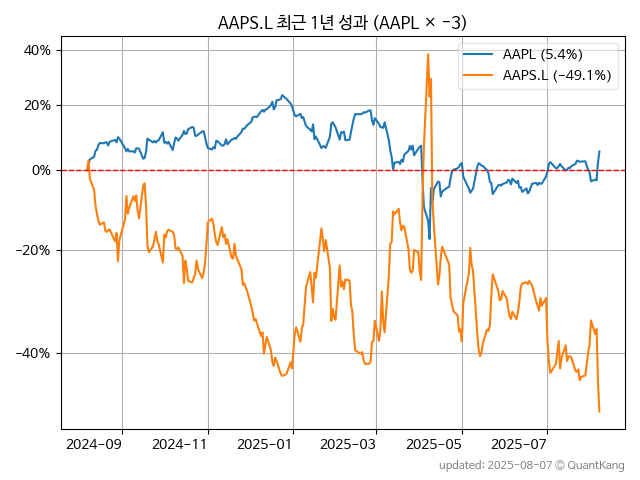 AAPS.L 최근 1년 성과 (AAPL × −3)
AAPL (5.4%)
AAPS.L (−49.1%)
40%
20%
0%
−20%
−40%
2024-09 2024-11 2025-01 2025-03 2025-05 2025-07
updated: 2025-08-07 © QuantKang